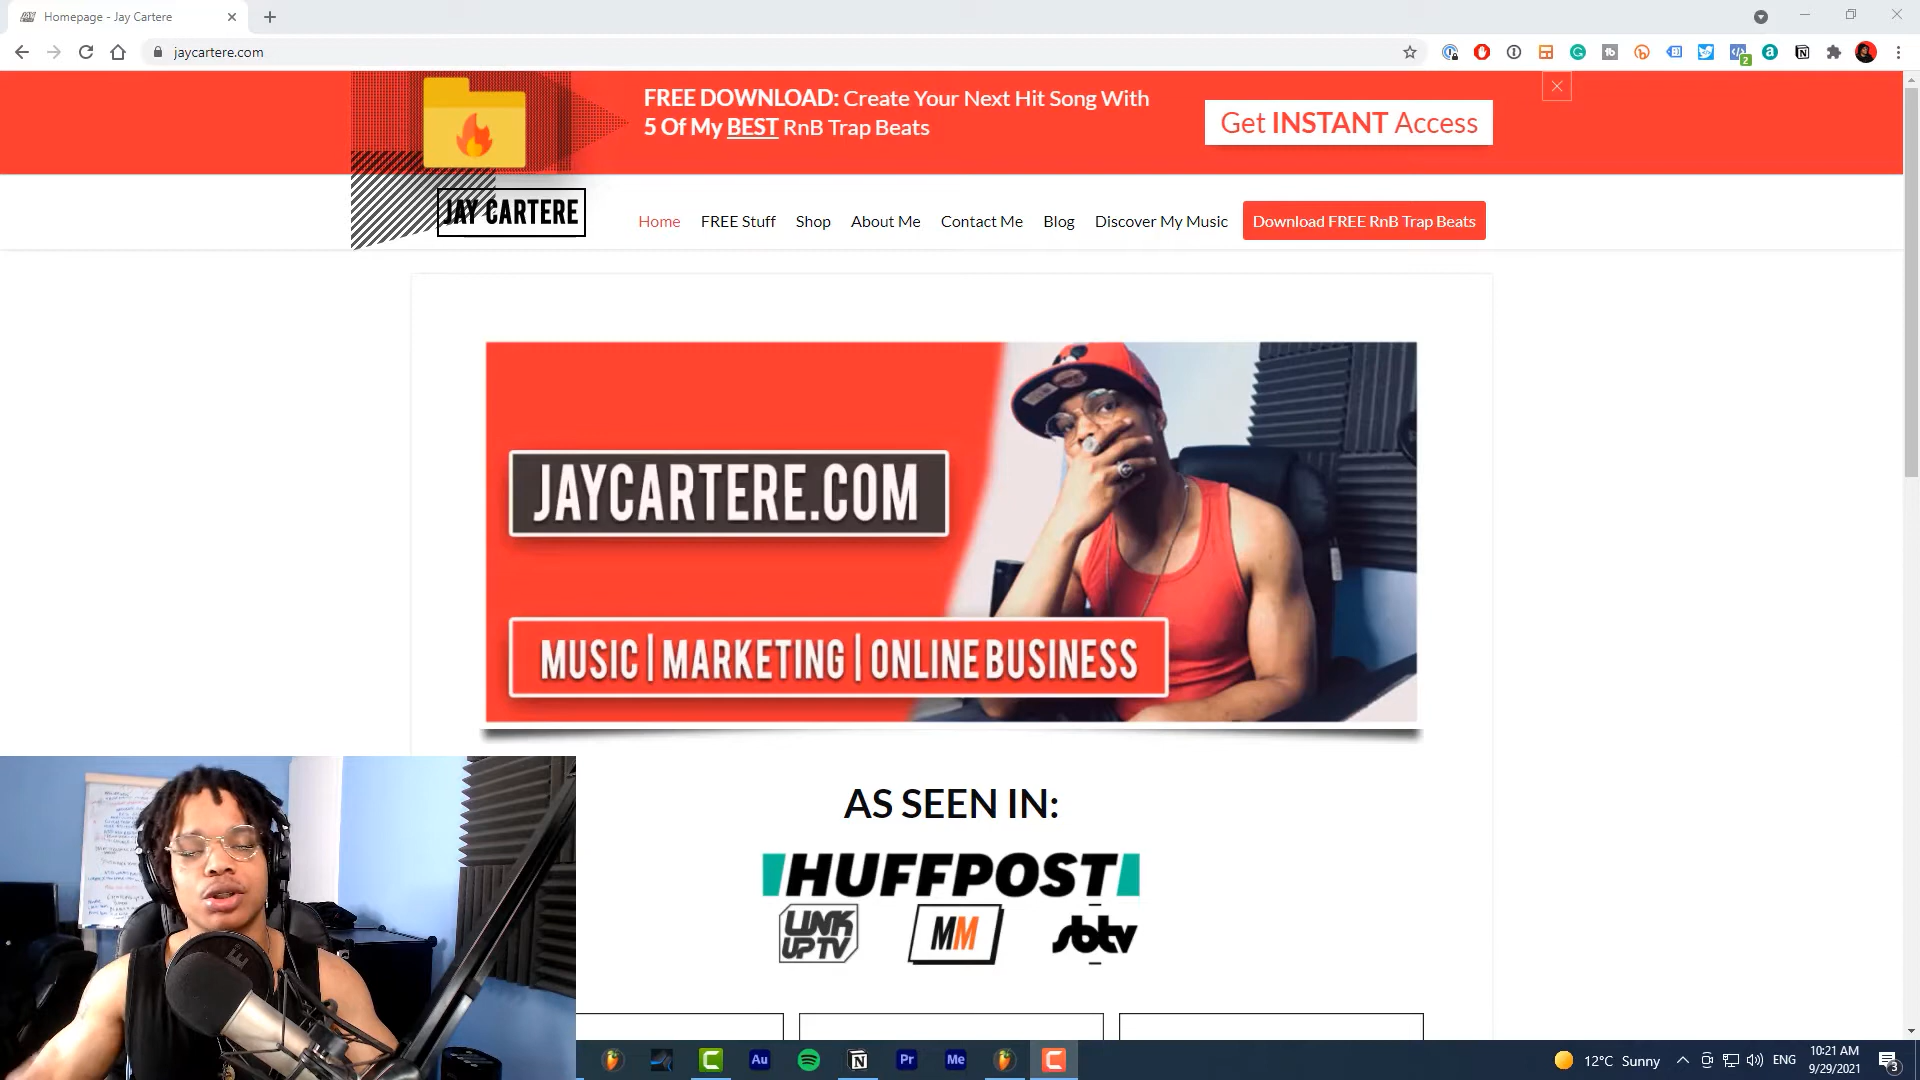 Homepage - Jay Cartere
jaycartere.com
FREE DOWNLOAD: Create Your Next Hit Song With
5 Of My BEST RnB Trap Beats
Get INSTANT Access
JAY CARTERE
Home FREE Stuff Shop About Me Contact Me Blog Discover My Music Download FREE RnB Trap Beats
JAYCARTERE.COM
MUSIC | MARKETING | ONLINE BUSINESS
AS SEEN IN:
HUFFPOST
LINK
UP TV
MM
sbtv
Au
Pr
Me
12°C Sunny
ENG
10:21 AM
9/29/2021
3